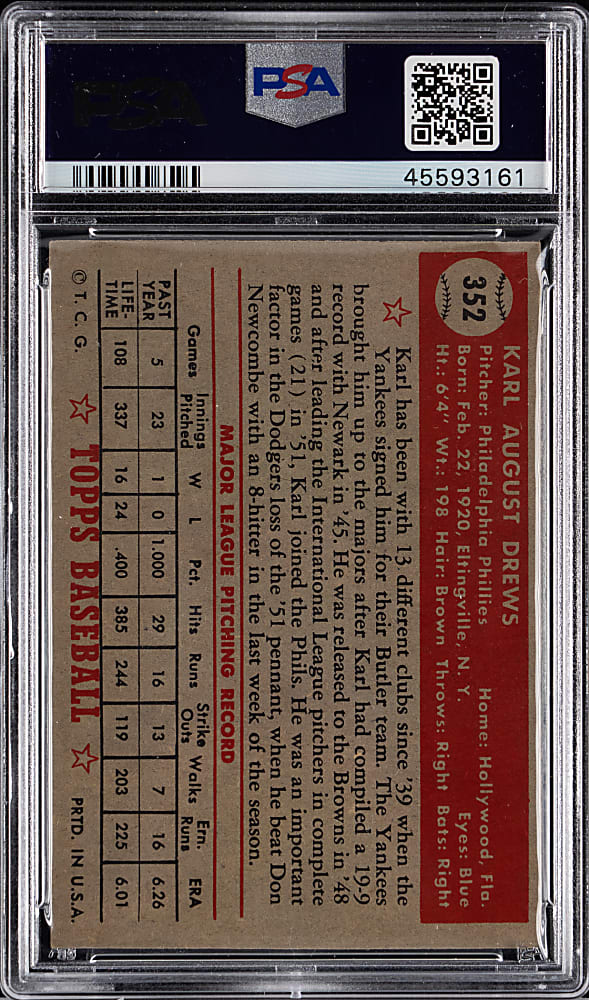 PSA
PSA
45593161
352
KARL AUGUST DREWS
Pitcher: Philadelphia Phillies Home: Hollywood, Fla.
Born: Feb. 22, 1920, Eltingville, N. Y. Eyes: Blue
Ht.: 6'4" Wt.: 198 Hair: Brown Throws: Right Bats: Right
Karl has been with 13 different clubs since '39 when the
Yankees signed him for their Butler team. The Yankees
brought him up to the majors after Karl had compiled a 19-9
record with Newark in '45. He was released to the Browns in '48
and after leading the International League pitchers in complete
games (21) in '51, Karl joined the Phils. He was an important
factor in the Dodgers loss of the '51 pennant, when he beat Don
Newcombe with an 8-hitter in the last week of the season.
MAJOR LEAGUE PITCHING RECORD
Games Innings Pitched W L Pct. Hits Runs Strike Outs Walks Ern. Runs ERA
PAST YEAR 5 23 1 0 1.000 29 16 13 7 16 6.26
LIFE-TIME 108 337 16 24 .400 385 244 119 203 225 6.01
© T. C. G. TOPPS BASEBALL PRTD. IN U.S.A.